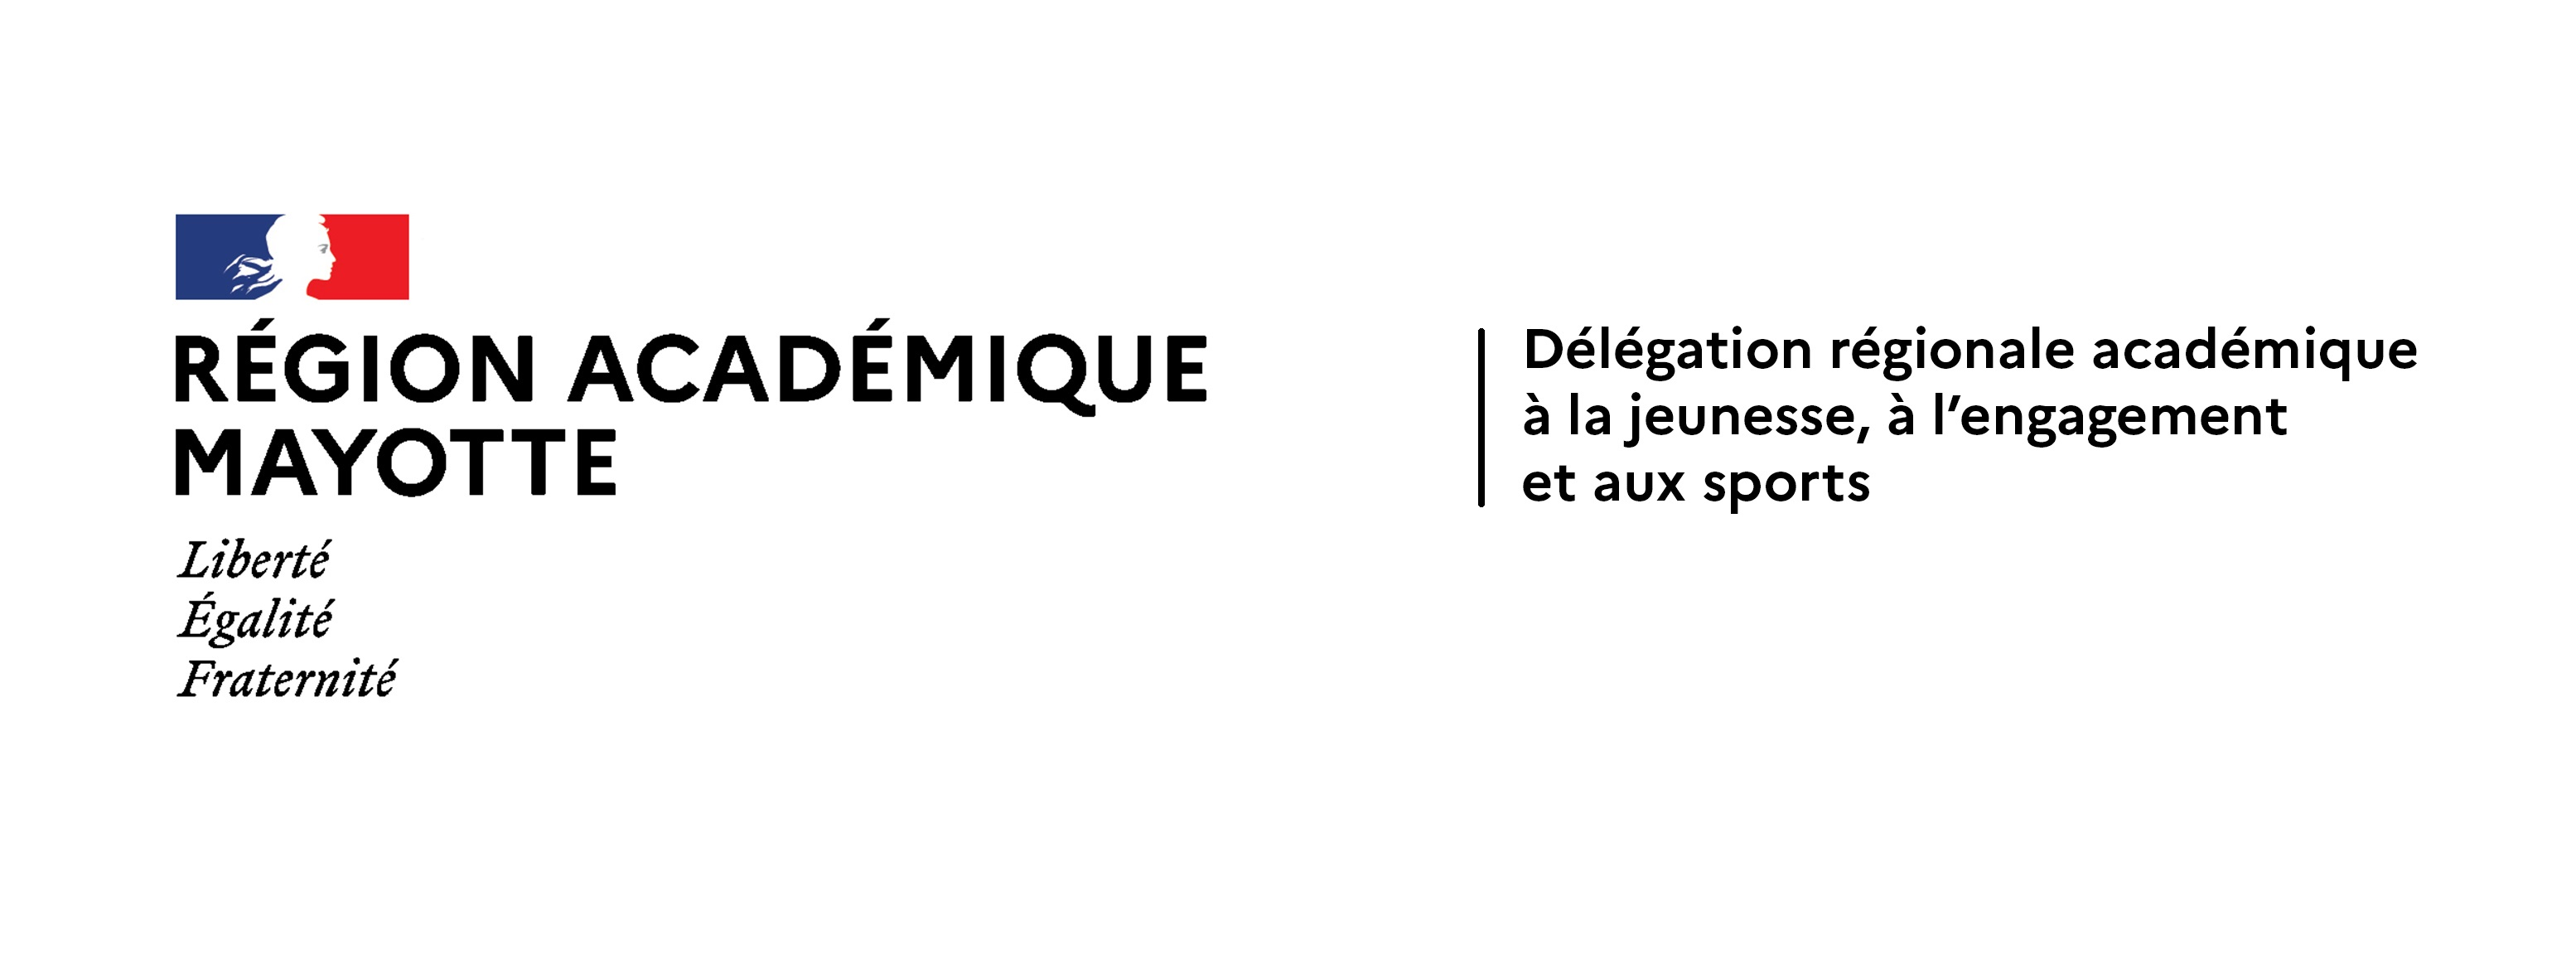 RÉGION ACADÉMIQUE
MAYOTTE
Liberté
Égalité
Fraternité
Délégation régionale académique
à la jeunesse, à l’engagement
et aux sports